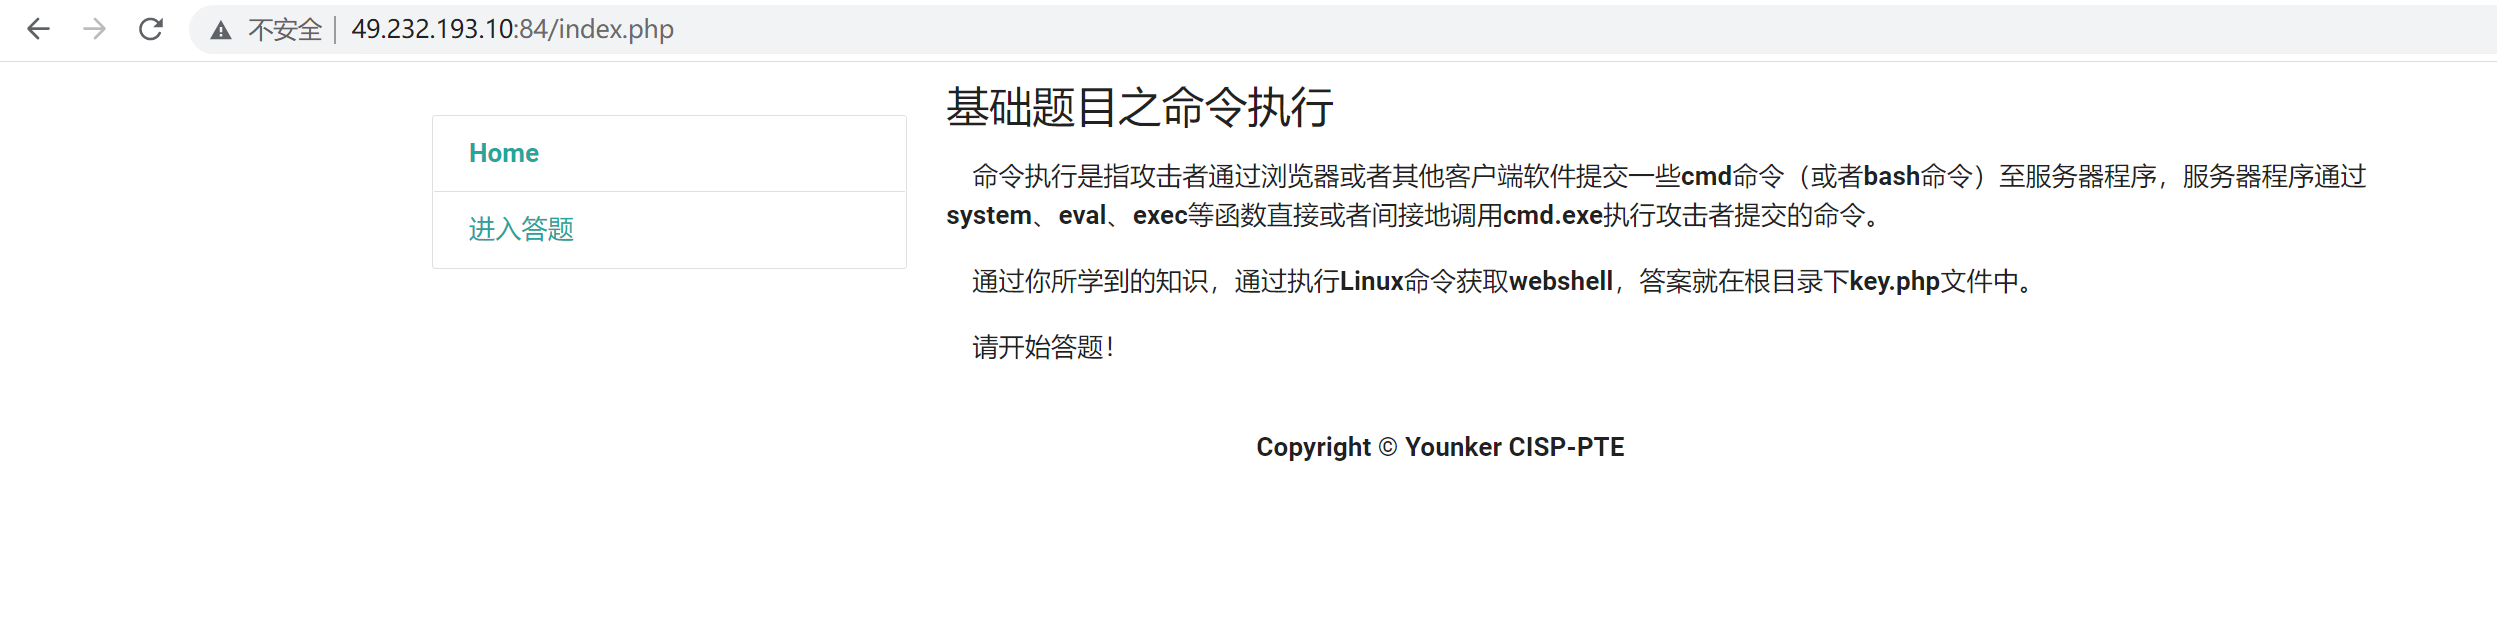 不安全 49.232.193.10:84/index.php
基础题目之命令执行
Home
进入答题
命令执行是指攻击者通过浏览器或者其他客户端软件提交一些cmd命令（或者bash命令）至服务器程序，服务器程序通过
system、eval、exec等函数直接或者间接地调用cmd.exe执行攻击者提交的命令。
通过你所学到的知识，通过执行Linux命令获取webshell，答案就在根目录下key.php文件中。
请开始答题！
Copyright © Younker CISP-PTE